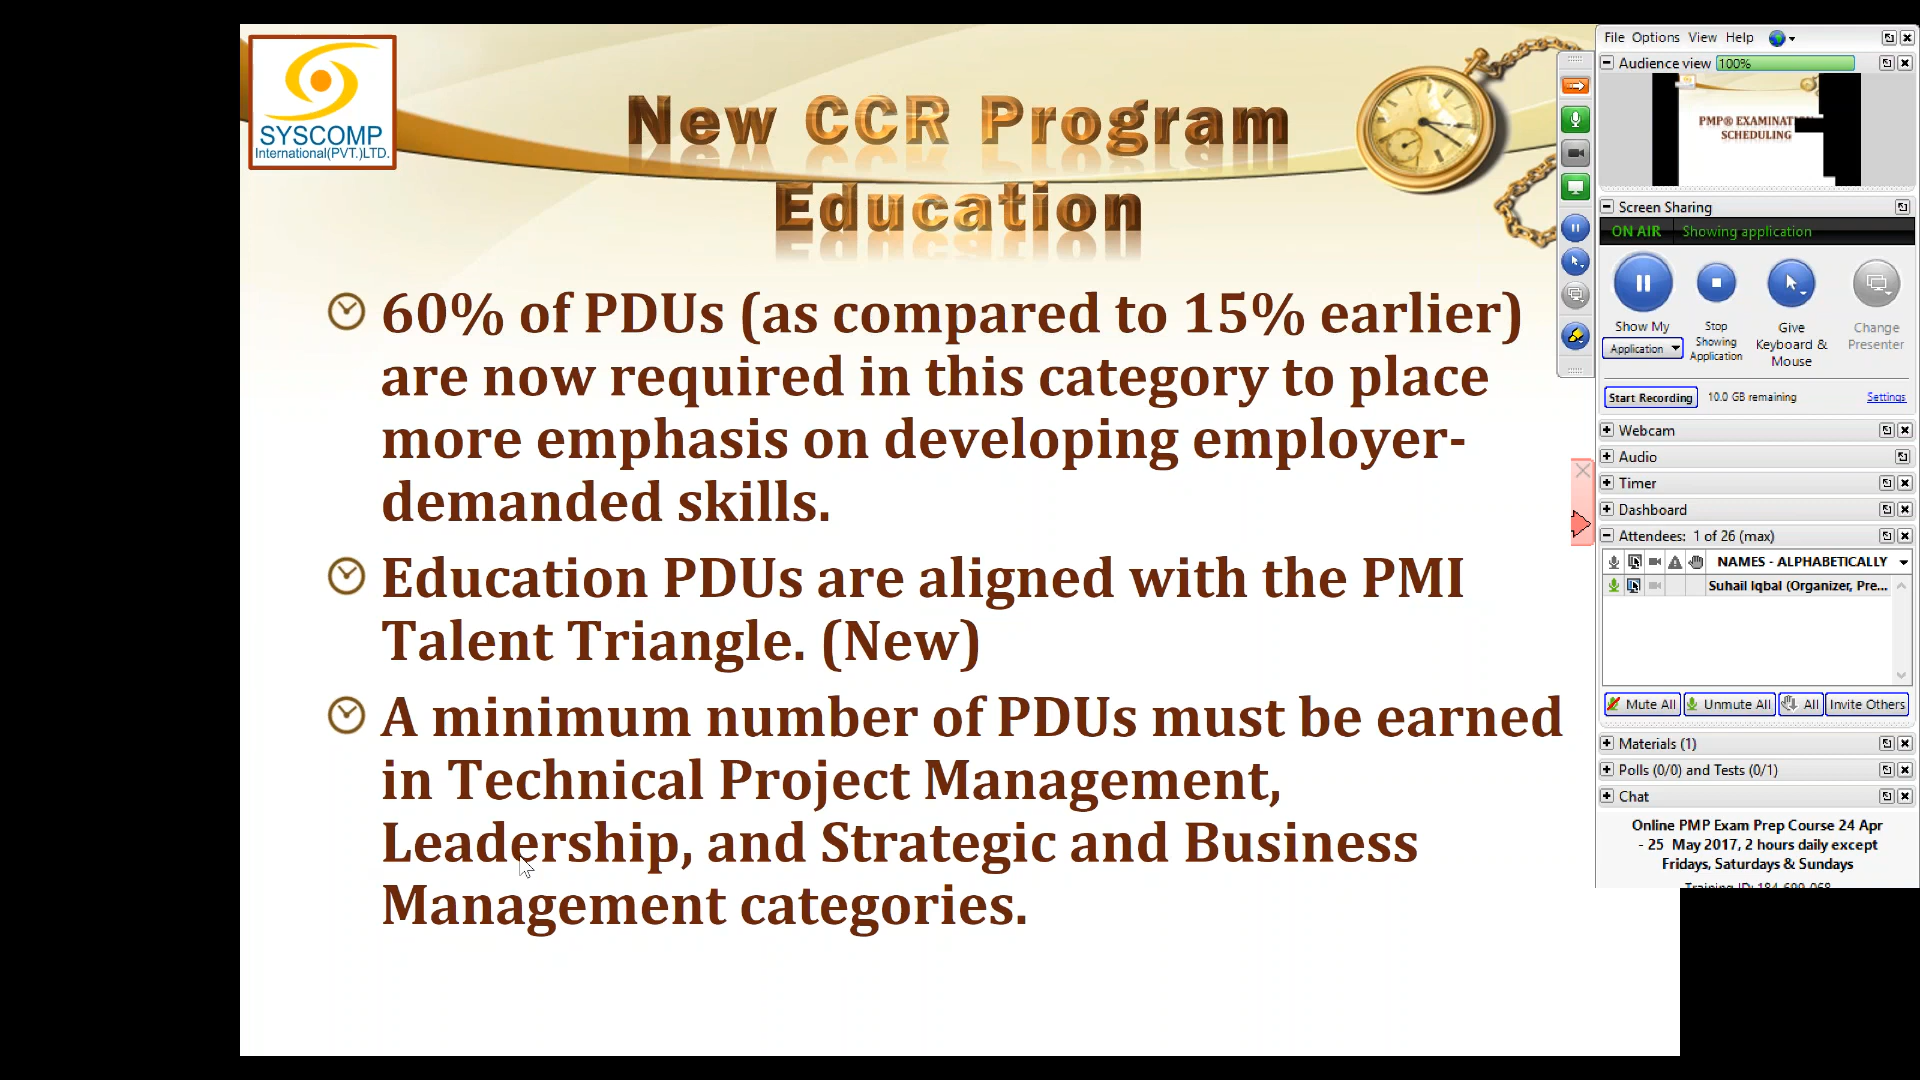 SYSCOMP
International(PVT.)LTD.
New CCR Program
Education
60% of PDUs (as compared to 15% earlier)
are now required in this category to place
more emphasis on developing employer-
demanded skills.
Education PDUs are aligned with the PMI
Talent Triangle. (New)
A minimum number of PDUs must be earned
in Technical Project Management,
Leadership, and Strategic and Business
Management categories.
File Options View Help
Audience view 100%
PMP® EXAMINATION
SCHEDULING
Screen Sharing
ON AIR Showing application
Show My
Application
Stop
Showing
Application
Give
Keyboard &
Mouse
Change
Presenter
Start Recording 10.0 GB remaining Settings
Webcam
Audio
Timer
Dashboard
Attendees: 1 of 26 (max)
NAMES - ALPHABETICALLY
Suhail Iqbal (Organizer, Pre...
Mute All Unmute All All Invite Others
Materials (1)
Polls (0/0) and Tests (0/1)
Chat
Online PMP Exam Prep Course 24 Apr
- 25 May 2017, 2 hours daily except
Fridays, Saturdays & Sundays
Training ID: 184-699-068